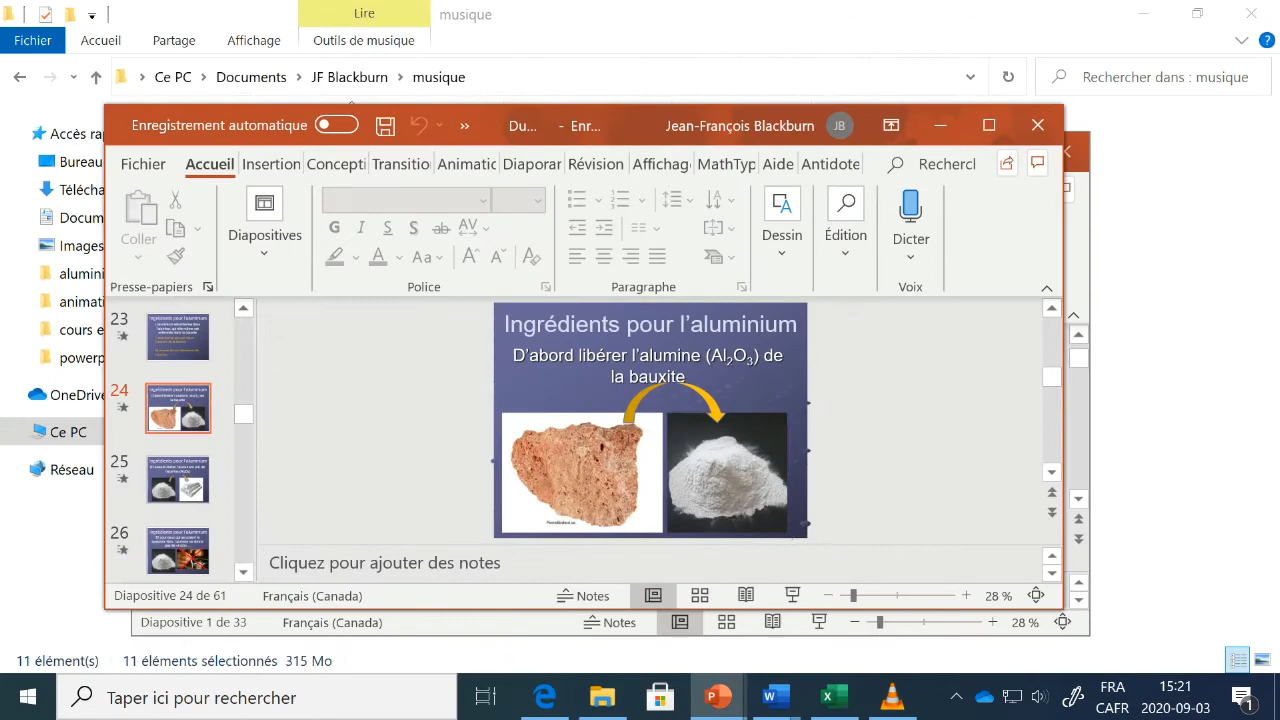 Lire
musique
Fichier
Accueil
Partage
Affichage
Outils de musique
Ce PC
Documents
JF Blackburn
musique
Rechercher dans : musique
Accès rap
Bureau
Télécha
Docum
Images
alumini
animati
cours e
powerp
OneDrive
Ce PC
Réseau
Enregistrement automatique
Du... - Enr...
Jean-François Blackburn
JB
Fichier
Accueil
Insertion
Concepti
Transitio
Animatic
Diaporar
Révision
Affichag
MathTyp
Aide
Antidote
Rechercl
Coller
Presse-papiers
Diapositives
Police
Paragraphe
Dessin
Édition
Dicter
Voix
23
24
25
26
Ingrédients pour l'aluminium
D'abord libérer l'alumine (Al₂O₃) de
la bauxite
Cliquez pour ajouter des notes
Diapositive 24 de 61
Français (Canada)
Notes
28 %
Diapositive 1 de 33
Français (Canada)
Notes
28 %
11 élément(s)
11 éléments sélectionnés 315 Mo
Taper ici pour rechercher
FRA
CAFR
15:21
2020-09-03
1